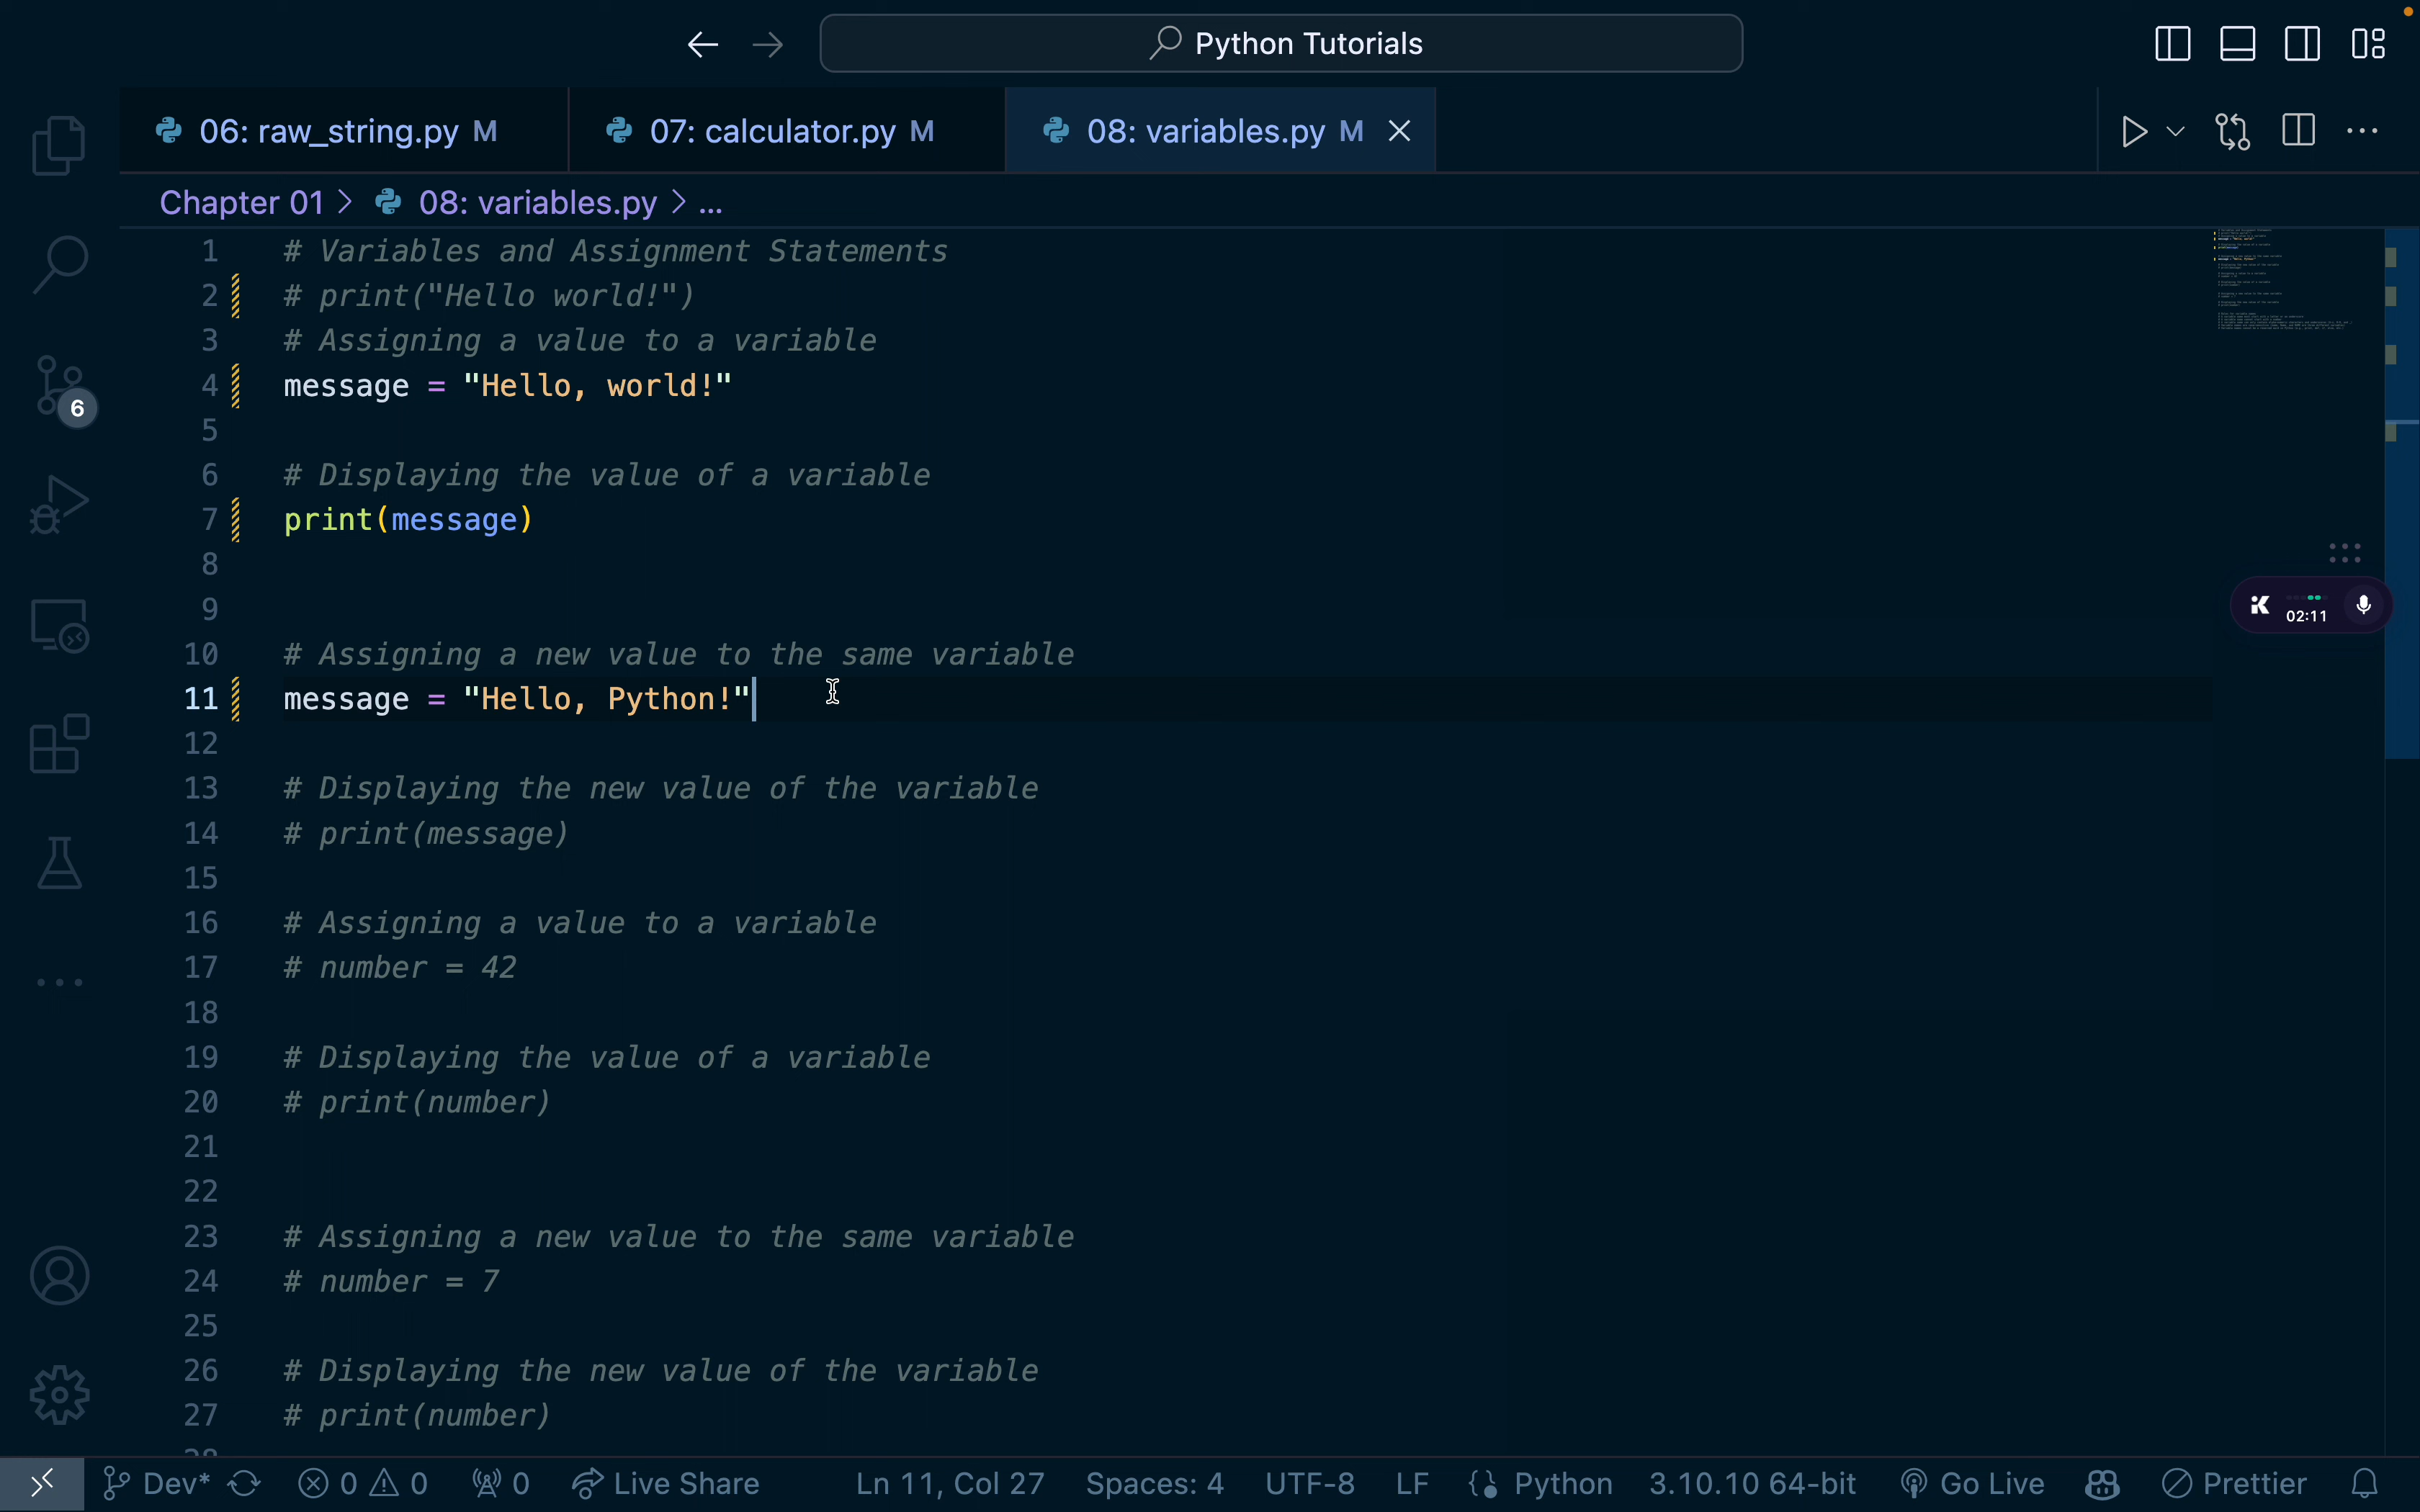 Python Tutorials
06: raw_string.py M
07: calculator.py M
08: variables.py M
Chapter 01 > 08: variables.py > ...
1 # Variables and Assignment Statements
2 # print("Hello world!")
3 # Assigning a value to a variable
4 message = "Hello, world!"
5
6 # Displaying the value of a variable
7 print(message)
8
9
10 # Assigning a new value to the same variable
11 message = "Hello, Python!"
12
13 # Displaying the new value of the variable
14 # print(message)
15
16 # Assigning a value to a variable
17 # number = 42
18
19 # Displaying the value of a variable
20 # print(number)
21
22
23 # Assigning a new value to the same variable
24 # number = 7
25
26 # Displaying the new value of the variable
27 # print(number)
6
02:11
Dev* 0 0 0 Live Share Ln 11, Col 27 Spaces: 4 UTF-8 LF Python 3.10.10 64-bit Go Live Prettier